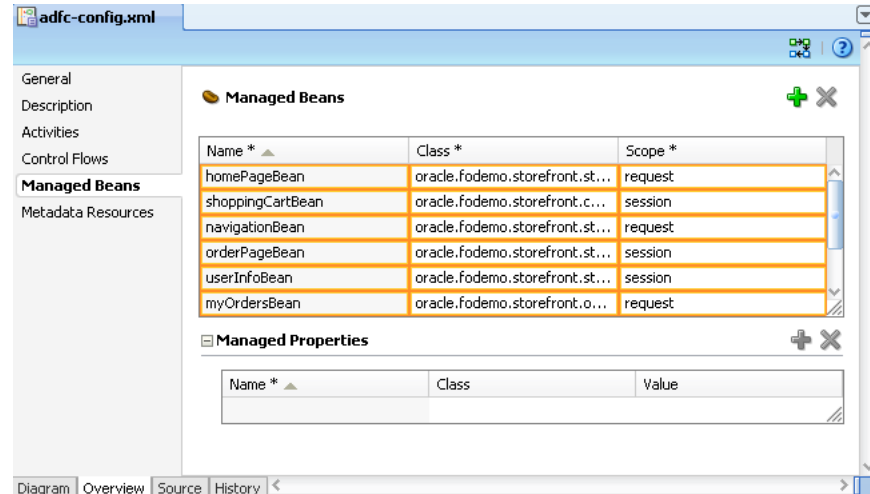 adfc-config.xml
General
Description
Activities
Control Flows
Managed Beans
Metadata Resources
Managed Beans
Name * Class * Scope *
homePageBean oracle.fodemo.storefront.st... request
shoppingCartBean oracle.fodemo.storefront.c... session
navigationBean oracle.fodemo.storefront.st... request
orderPageBean oracle.fodemo.storefront.st... session
userInfoBean oracle.fodemo.storefront.st... session
myOrdersBean oracle.fodemo.storefront.o... request
Managed Properties
Name * Class Value
Diagram Overview Source History